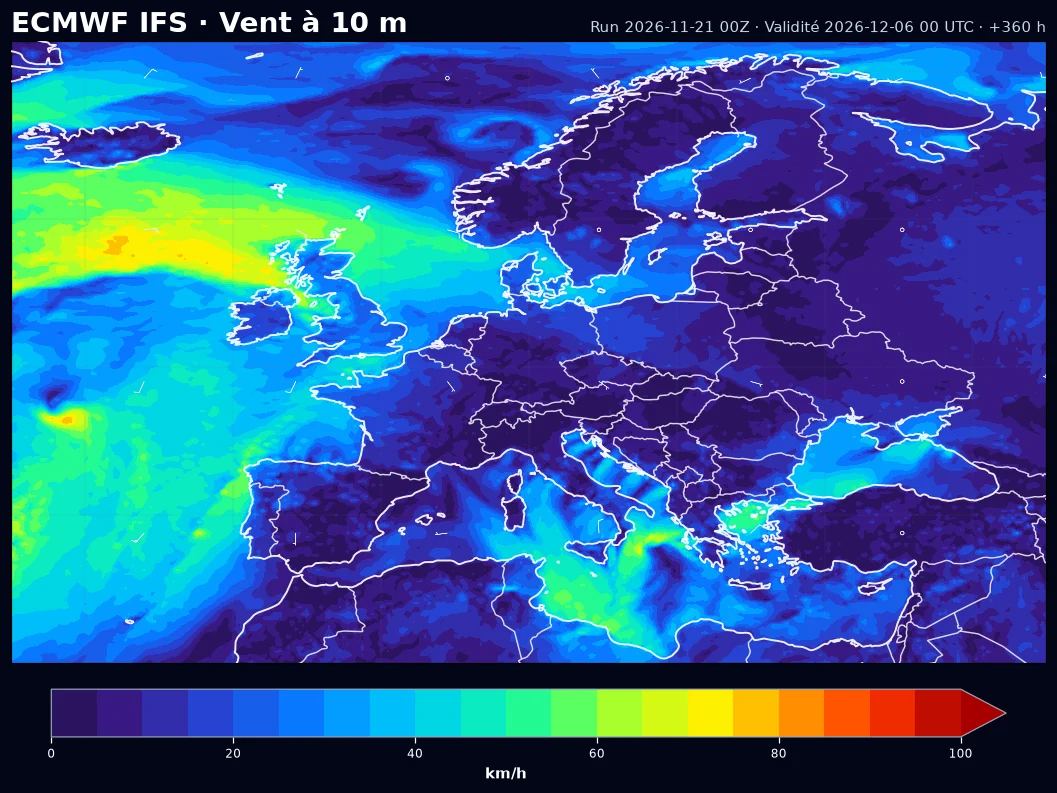 ECMWF IFS · Vent à 10 m
Run 2026-11-21 00Z · Validité 2026-12-06 00 UTC · +360 h
0 20 40 60 80 100
km/h